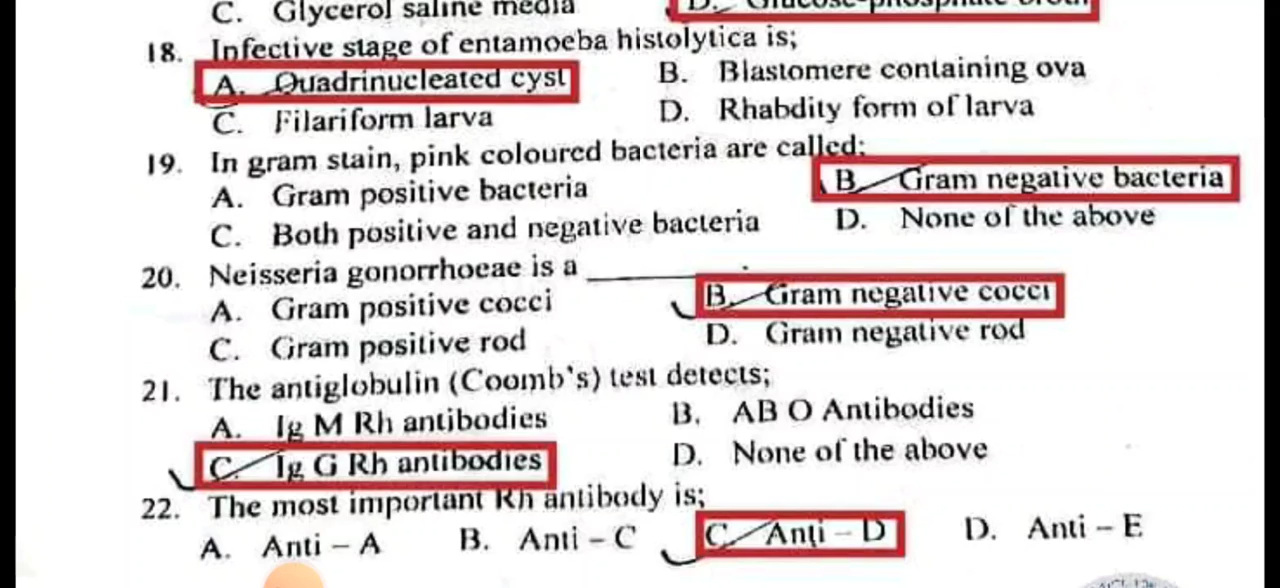 C. Glycerol saline media D. Glucose-phosphate broth
18. Infective stage of entamoeba histolytica is;
A. Quadrinucleated cyst B. Blastomere containing ova
C. Filariform larva D. Rhabdity form of larva
19. In gram stain, pink coloured bacteria are called:
A. Gram positive bacteria B. Gram negative bacteria
C. Both positive and negative bacteria D. None of the above
20. Neisseria gonorrhoeae is a ________.
A. Gram positive cocci B. Gram negative cocci
C. Gram positive rod D. Gram negative rod
21. The antiglobulin (Coomb's) test detects;
A. Ig M Rh antibodies B. AB O Antibodies
C. Ig G Rh antibodies D. None of the above
22. The most important Rh antibody is;
A. Anti – A B. Anti – C C. Anti – D D. Anti – E